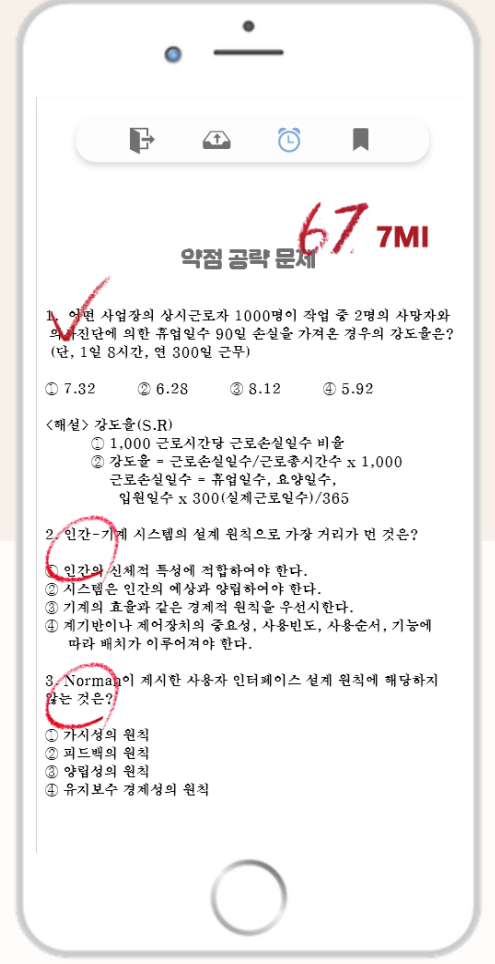 67 7MI
약점 공략 문제
1. 어떤 사업장의 상시근로자 1000명이 작업 중 2명의 사망자와
의사진단에 의한 휴업일수 90일 손실을 가져온 경우의 강도율은?
(단, 1일 8시간, 연 300일 근무)
① 7.32 ② 6.28 ③ 8.12 ④ 5.92
<해설> 강도율(S.R)
① 1,000 근로시간당 근로손실일수 비율
② 강도율 = 근로손실일수/근로총시간수 x 1,000
근로손실일수 = 휴업일수, 요양일수,
입원일수 x 300(실제근로일수)/365
2. 인간-기계 시스템의 설계 원칙으로 가장 거리가 먼 것은?
① 인간의 신체적 특성에 적합하여야 한다.
② 시스템은 인간의 예상과 양립하여야 한다.
③ 기계의 효율과 같은 경제적 원칙을 우선시한다.
④ 계기반이나 제어장치의 중요성, 사용빈도, 사용순서, 기능에
따라 배치가 이루어져야 한다.
3. Norman이 제시한 사용자 인터페이스 설계 원칙에 해당하지
않는 것은?
① 가시성의 원칙
② 피드백의 원칙
③ 양립성의 원칙
④ 유지보수 경제성의 원칙